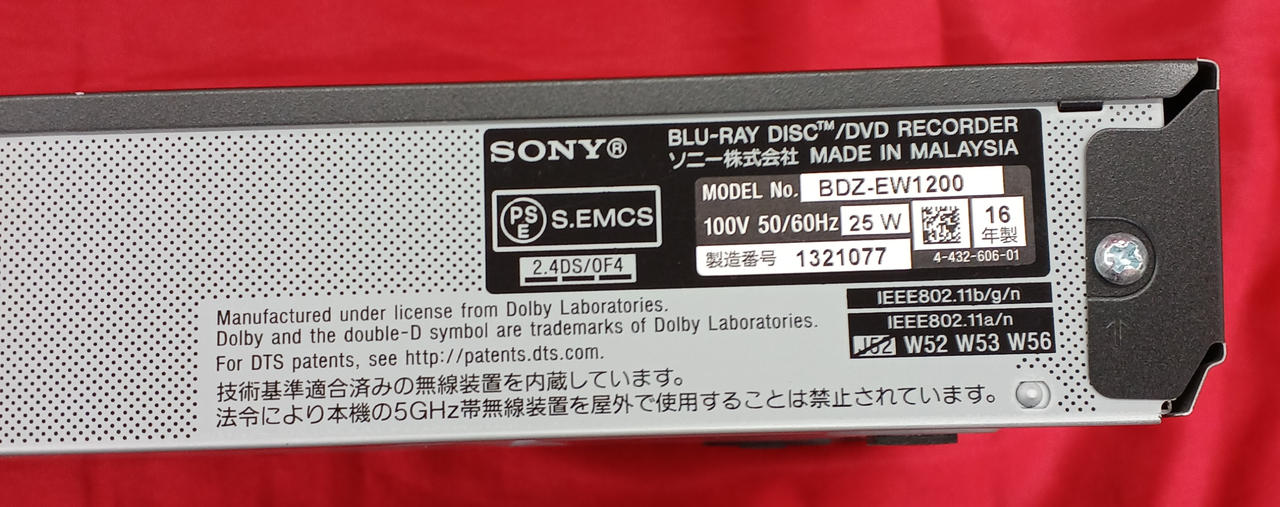 SONY®
BLU-RAY DISC™/DVD RECORDER
ソニー株式会社 MADE IN MALAYSIA
PSE S.EMCS
2.4DS/OF4
MODEL No. BDZ-EW1200
100V 50/60Hz 25 W
製造番号 1321077
16
年製
4-432-606-01
IEEE802.11b/g/n
IEEE802.11a/n
J52 W52 W53 W56
Manufactured under license from Dolby Laboratories.
Dolby and the double-D symbol are trademarks of Dolby Laboratories.
For DTS patents, see http://patents.dts.com.
技術基準適合済みの無線装置を内蔵しています。
法令により本機の5GHz帯無線装置を屋外で使用することは禁止されています。